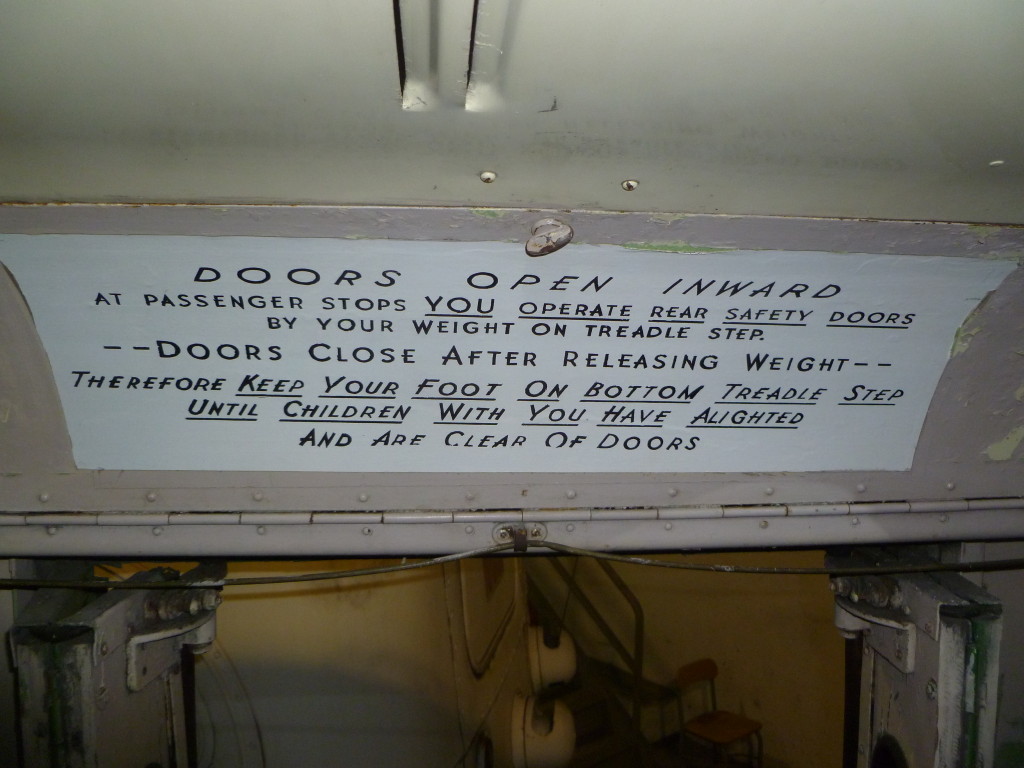 DOORS OPEN INWARD
AT PASSENGER STOPS YOU OPERATE REAR SAFETY DOORS
BY YOUR WEIGHT ON TREADLE STEP.
--DOORS CLOSE AFTER RELEASING WEIGHT--
THEREFORE KEEP YOUR FOOT ON BOTTOM TREADLE STEP
UNTIL CHILDREN WITH YOU HAVE ALIGHTED
AND ARE CLEAR OF DOORS